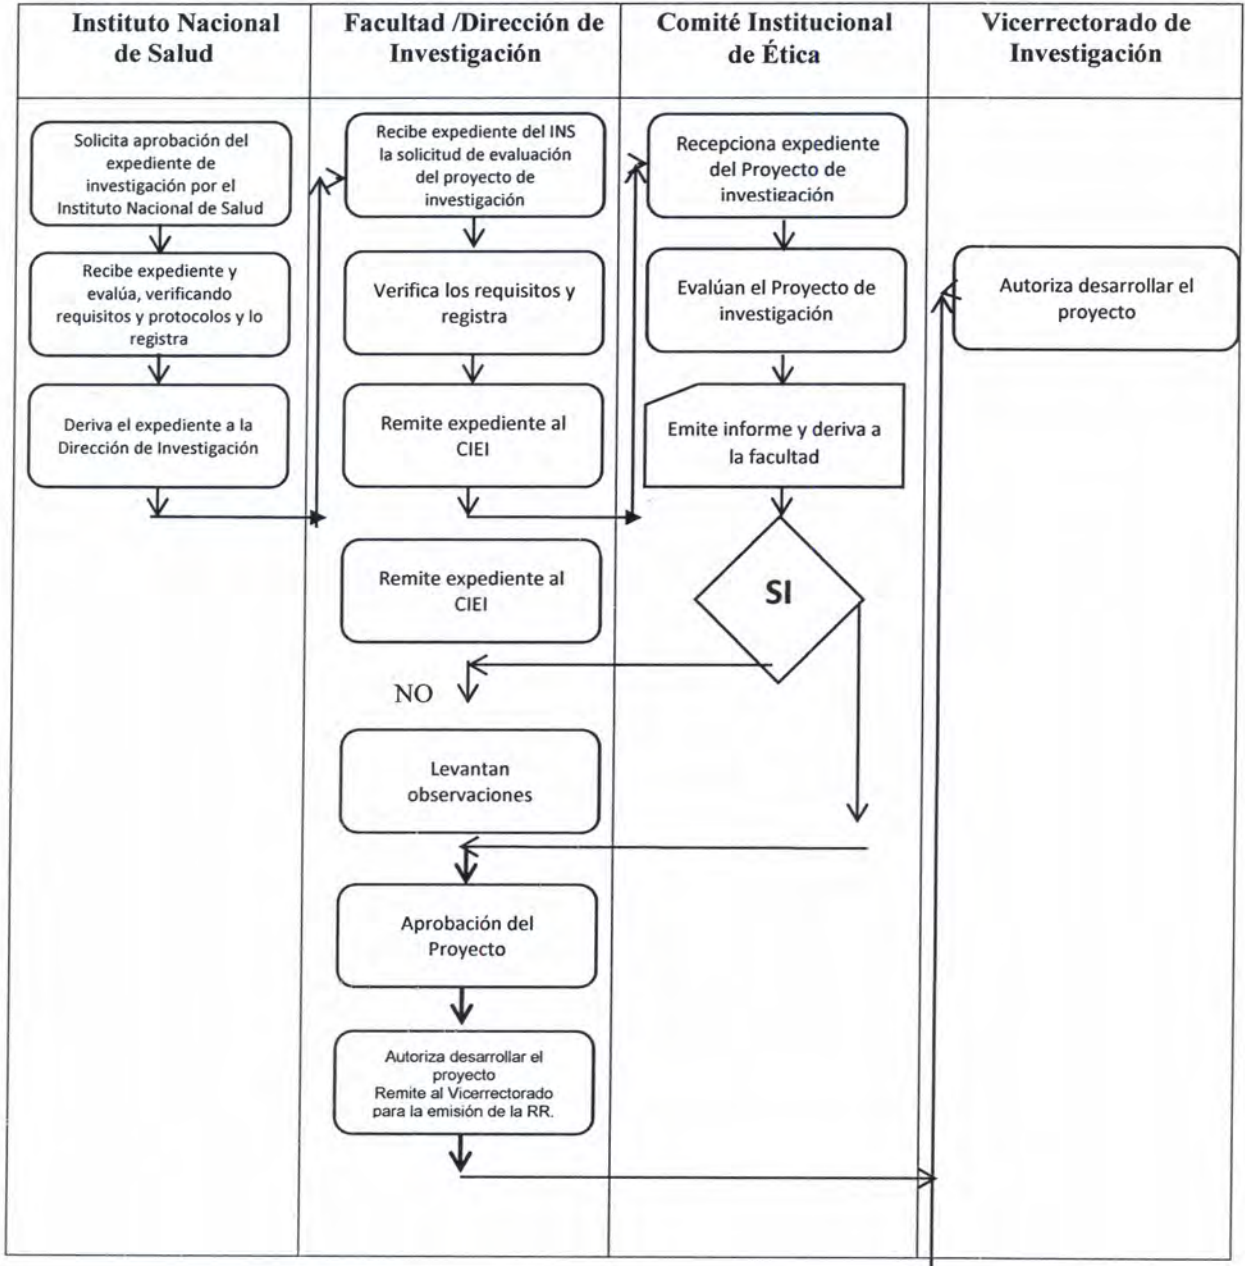 Instituto Nacional
de Salud
Facultad /Dirección de
Investigación
Comité Institucional
de Ética
Vicerrectorado de
Investigación
Solicita aprobación del
expediente de
investigación por el
Instituto Nacional de Salud
Recibe expediente y
evalúa, verificando
requisitos y protocolos y lo
registra
Deriva el expediente a la
Dirección de Investigación
Recibe expediente del INS
la solicitud de evaluación
del proyecto de
investigación
Verifica los requisitos y
registra
Remite expediente al
CIEI
Remite expediente al
CIEI
NO
Levantan
observaciones
Aprobación del
Proyecto
Autoriza desarrollar el
proyecto
Remite al Vicerrectorado
para la emisión de la RR.
Recepciona expediente
del Proyecto de
investigación
Evalúan el Proyecto de
investigación
Emite informe y deriva a
la facultad
SI
Autoriza desarrollar el
proyecto